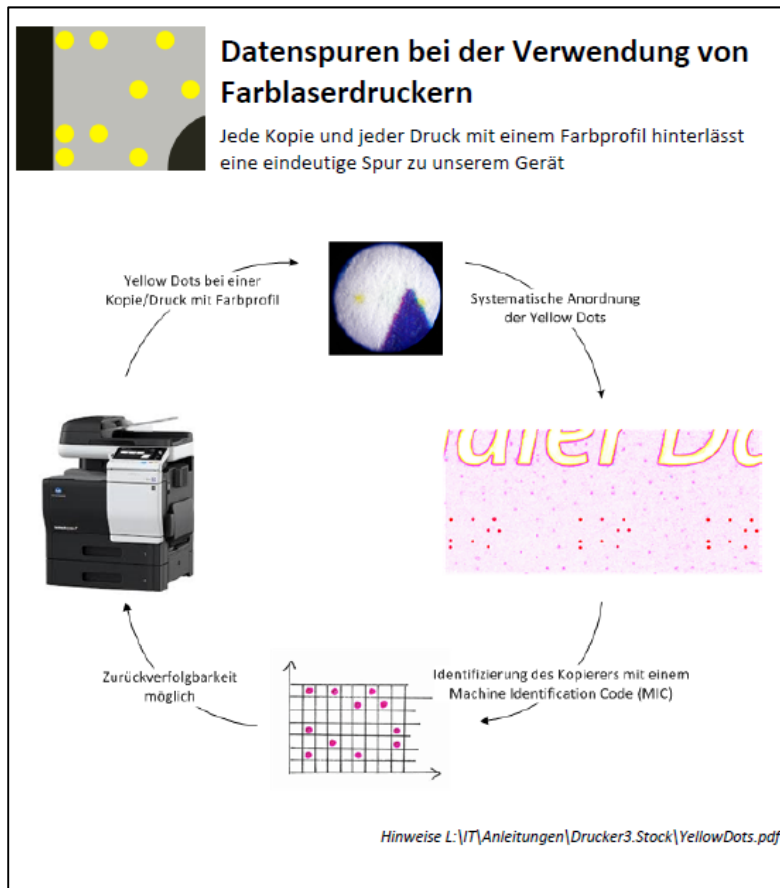 Datenspuren bei der Verwendung von
Farblaserdruckern
Jede Kopie und jeder Druck mit einem Farbprofil hinterlässt
eine eindeutige Spur zu unserem Gerät
Yellow Dots bei einer
Kopie/Druck mit Farbprofil
Systematische Anordnung
der Yellow Dots
Identifizierung des Kopierers mit einem
Machine Identification Code (MIC)
Zurückverfolgbarkeit
möglich
Hinweise L:\IT\Anleitungen\Drucker3.Stock\YellowDots.pdf